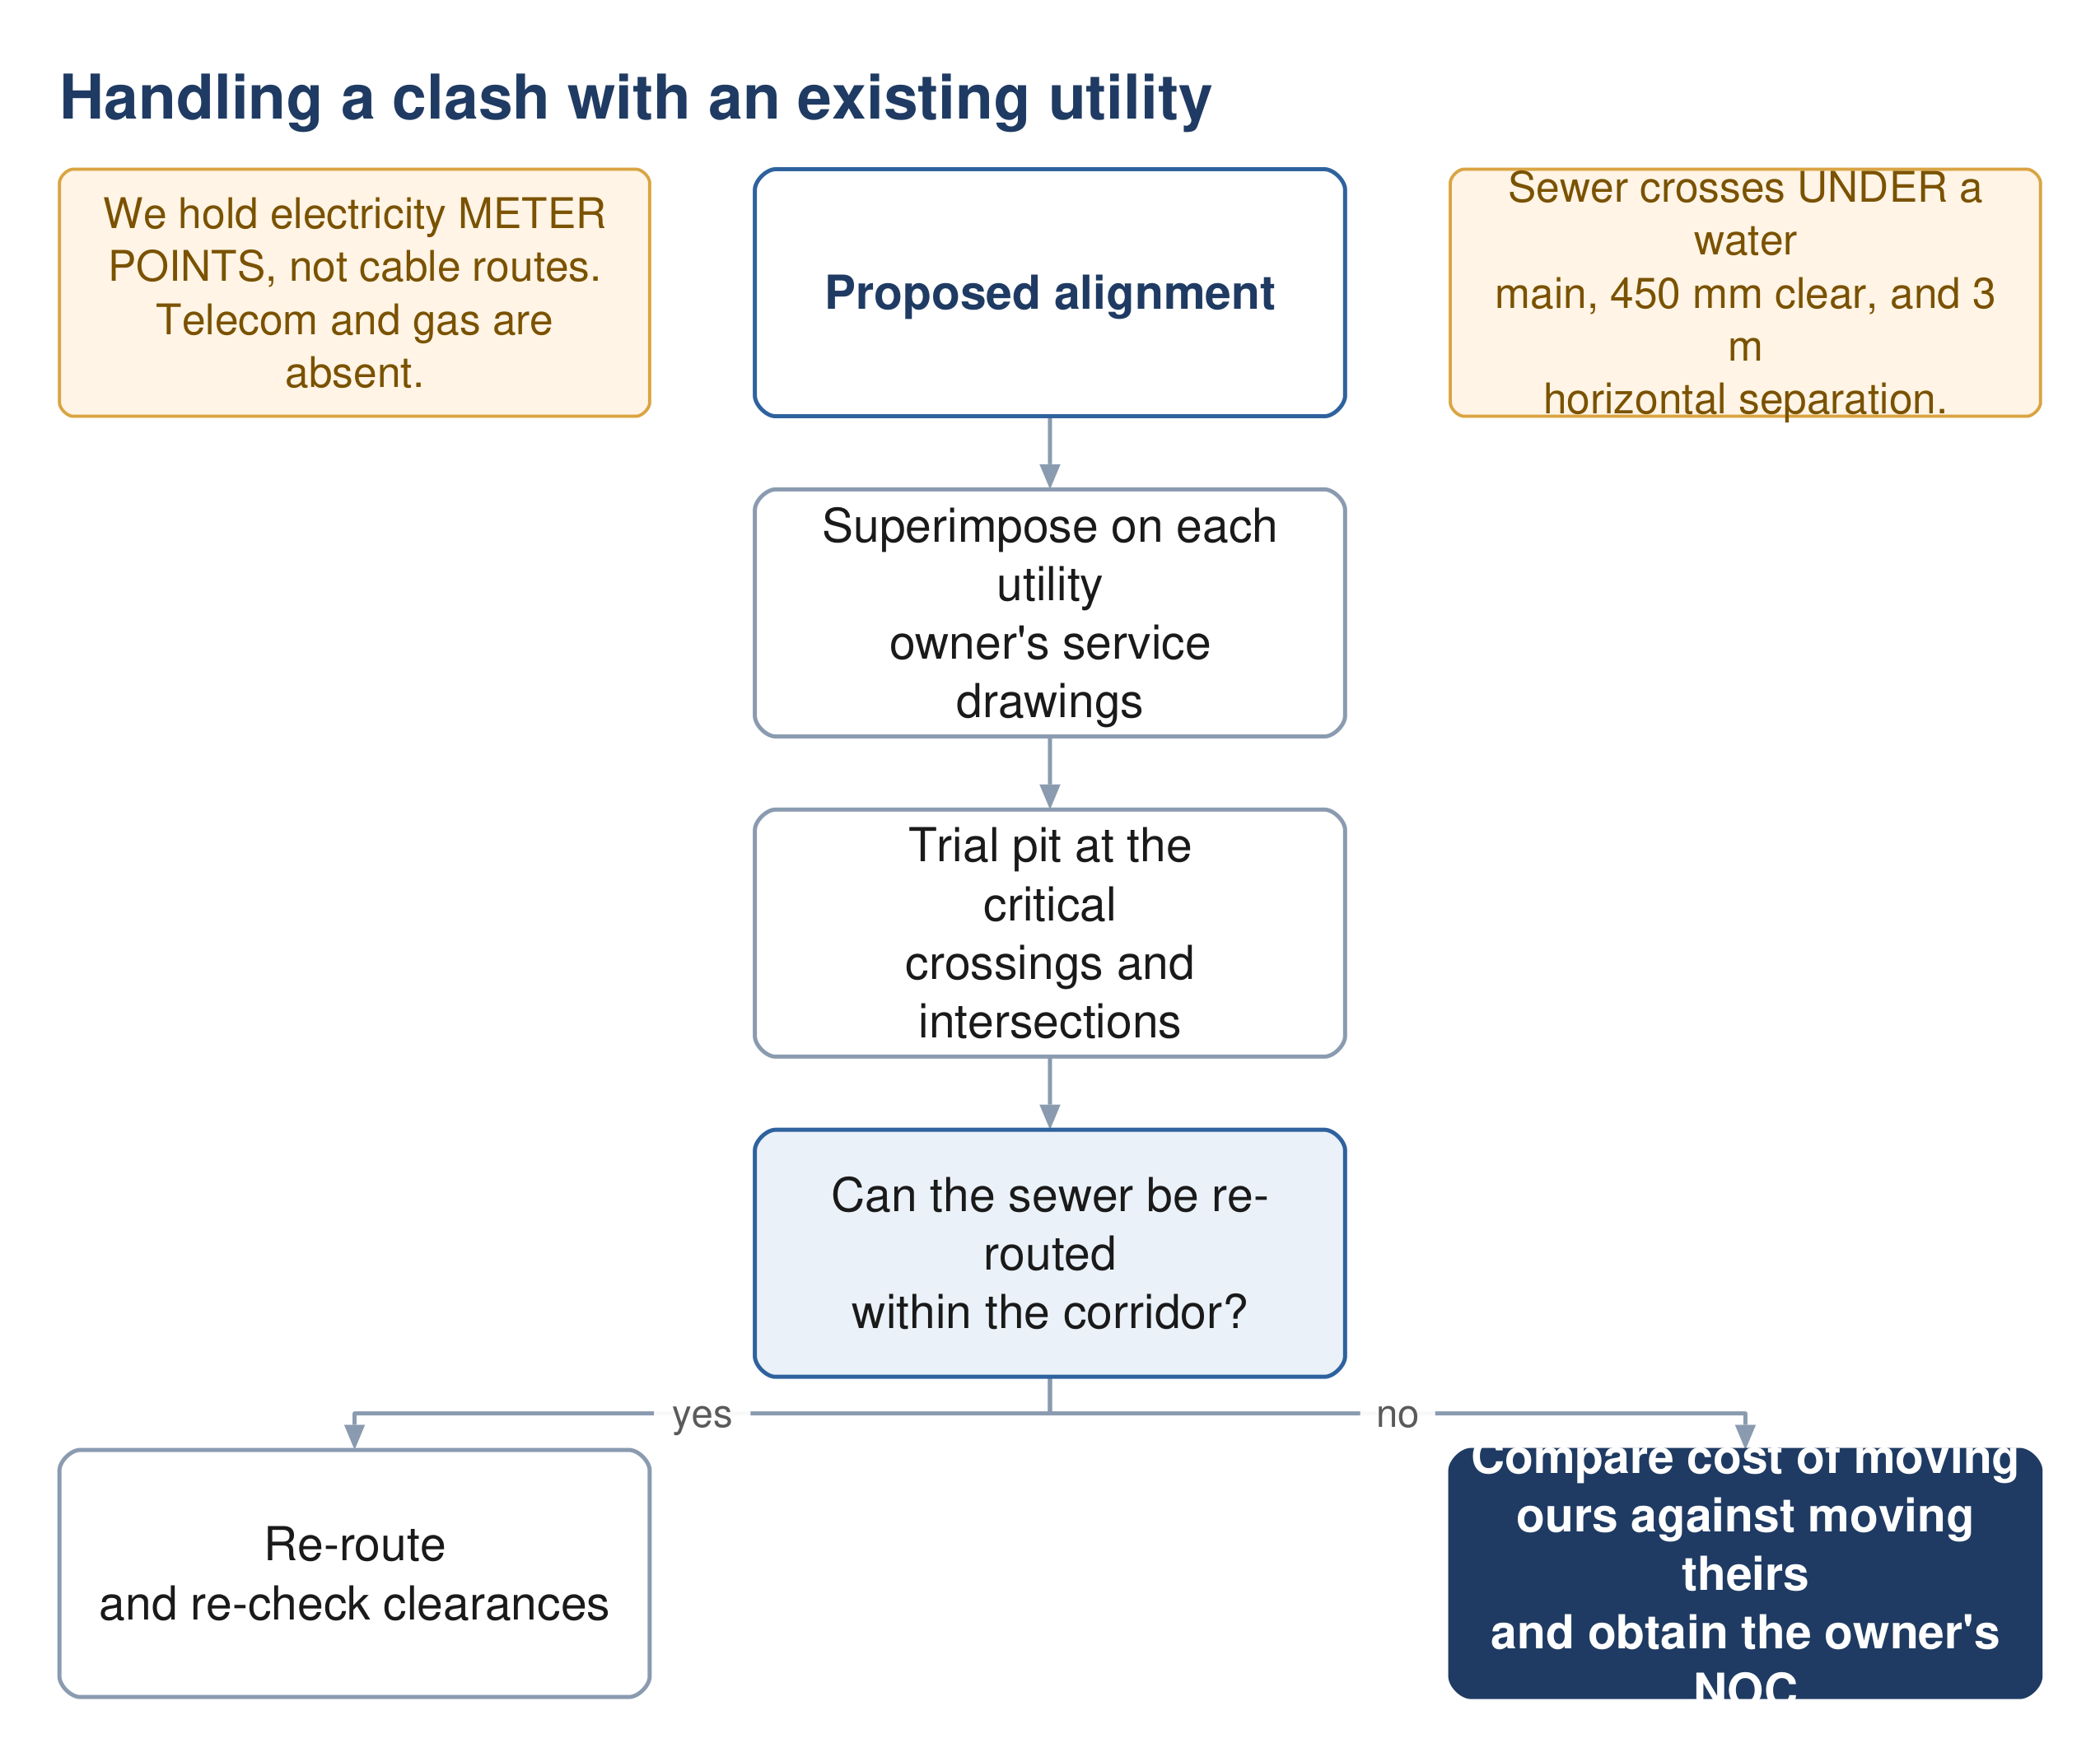 Handling a clash with an existing utility
We hold electricity METER
POINTS, not cable routes.
Telecom and gas are
absent.
Proposed alignment
Sewer crosses UNDER a
water
main, 450 mm clear, and 3
m
horizontal separation.
Superimpose on each
utility
owner's service
drawings
Trial pit at the
critical
crossings and
intersections
Can the sewer be re-
routed
within the corridor?
yes
no
Re-route
and re-check clearances
Compare cost of moving
ours against moving
theirs
and obtain the owner's
NOC